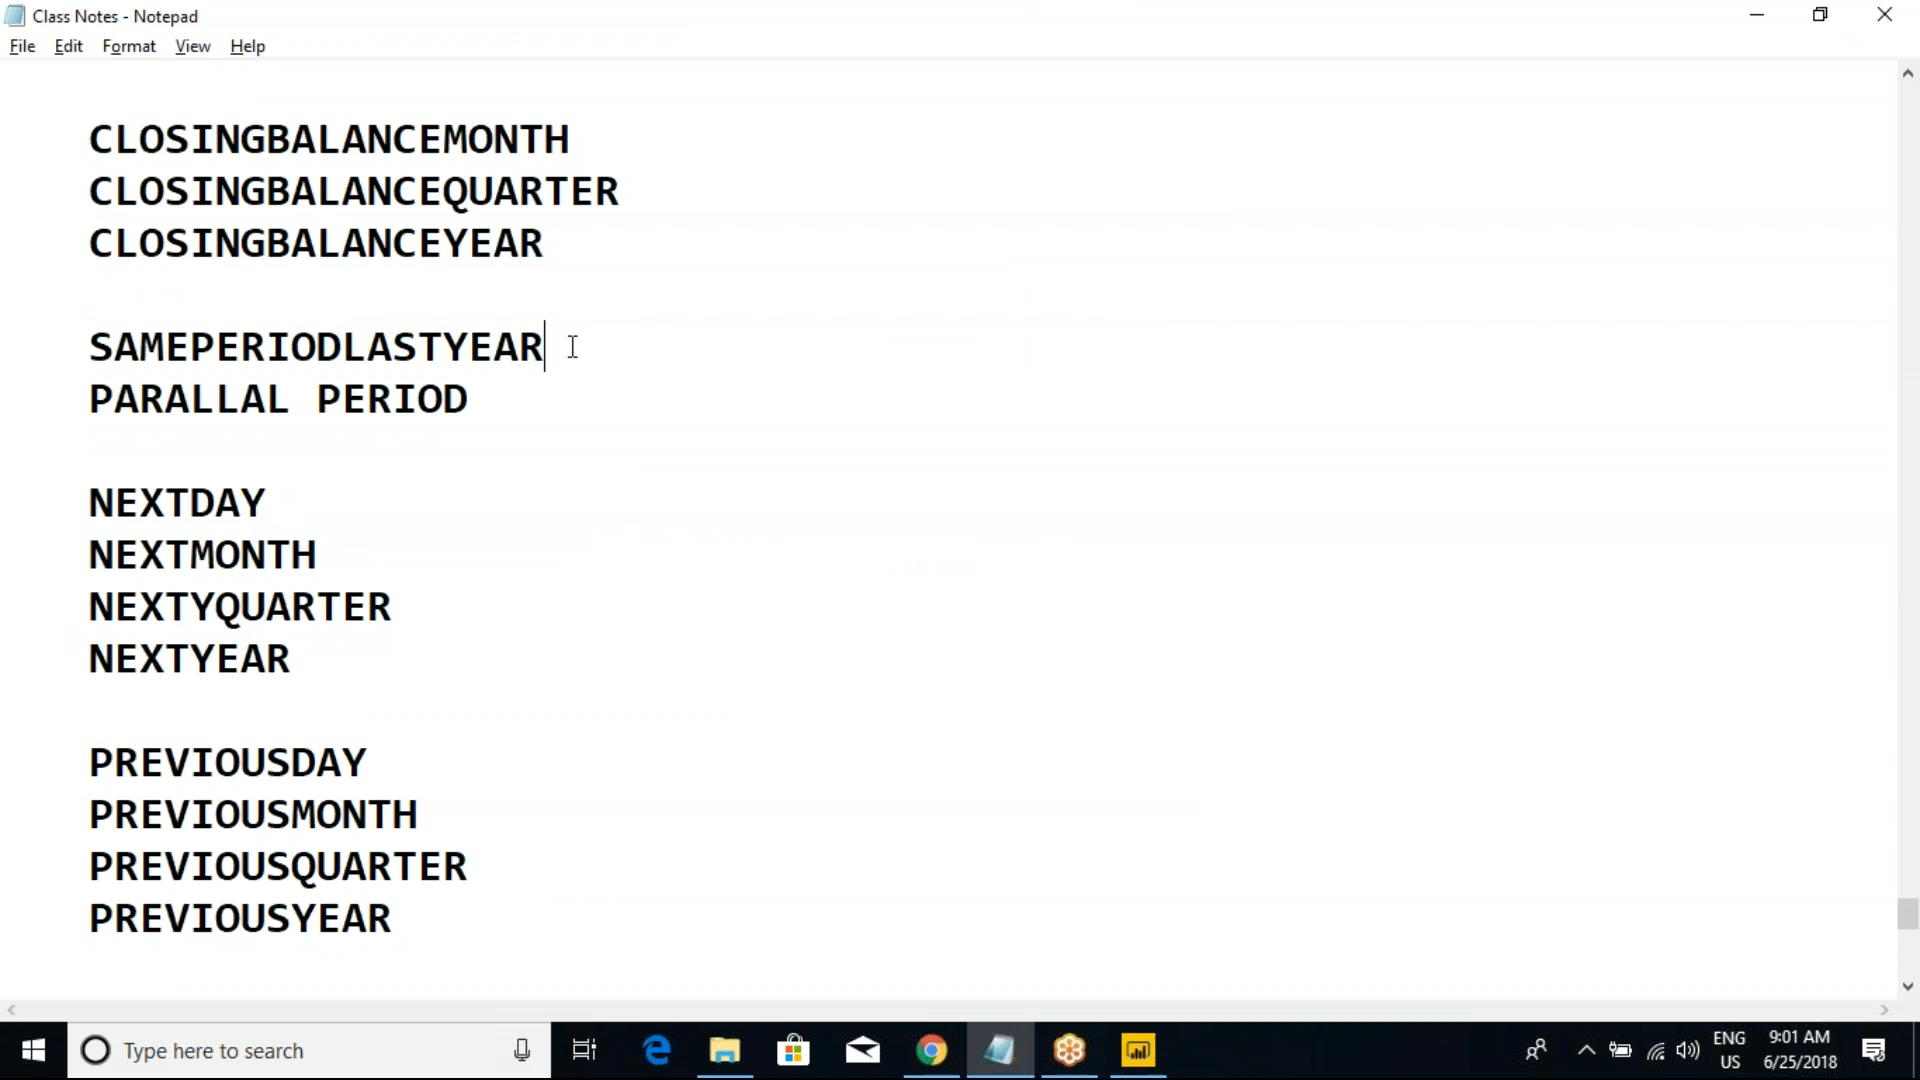 Class Notes - Notepad
File Edit Format View Help
CLOSINGBALANCEMONTH
CLOSINGBALANCEQUARTER
CLOSINGBALANCEYEAR
SAMEPERIODLASTYEAR
PARALLAL PERIOD
NEXTDAY
NEXTMONTH
NEXTYQUARTER
NEXTYEAR
PREVIOUSDAY
PREVIOUSMONTH
PREVIOUSQUARTER
PREVIOUSYEAR
Type here to search
ENG
US
9:01 AM
6/25/2018